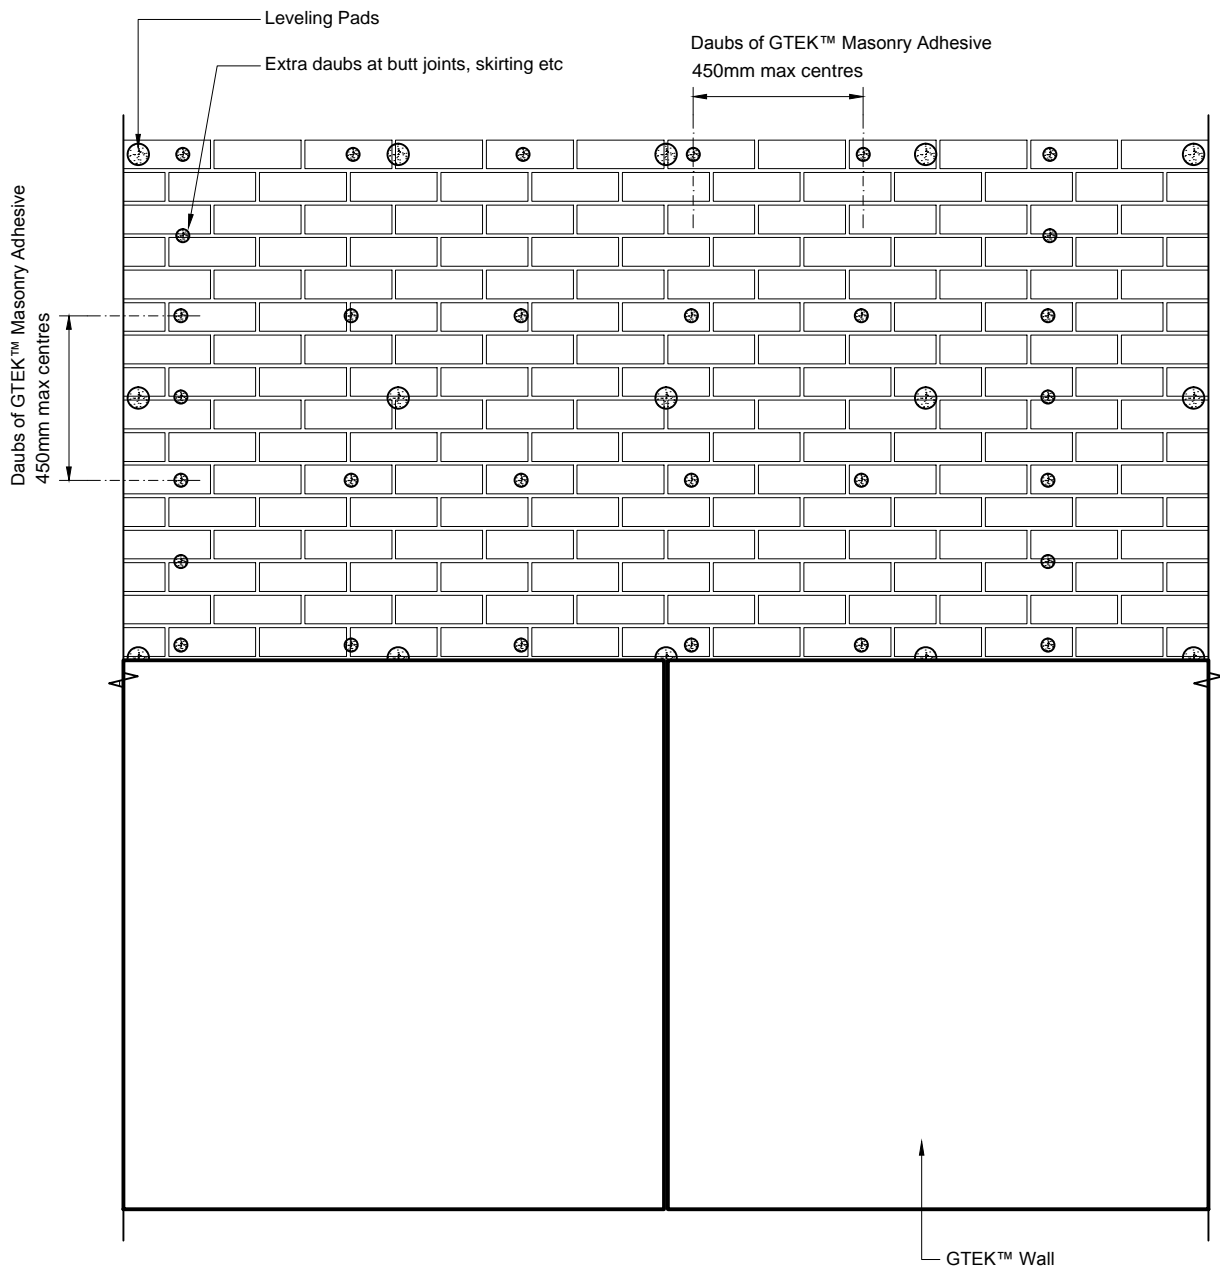 Leveling Pads
Extra daubs at butt joints, skirting etc
Daubs of GTEK™ Masonry Adhesive
450mm max centres
Daubs of GTEK™ Masonry Adhesive
450mm max centres
GTEK™ Wall